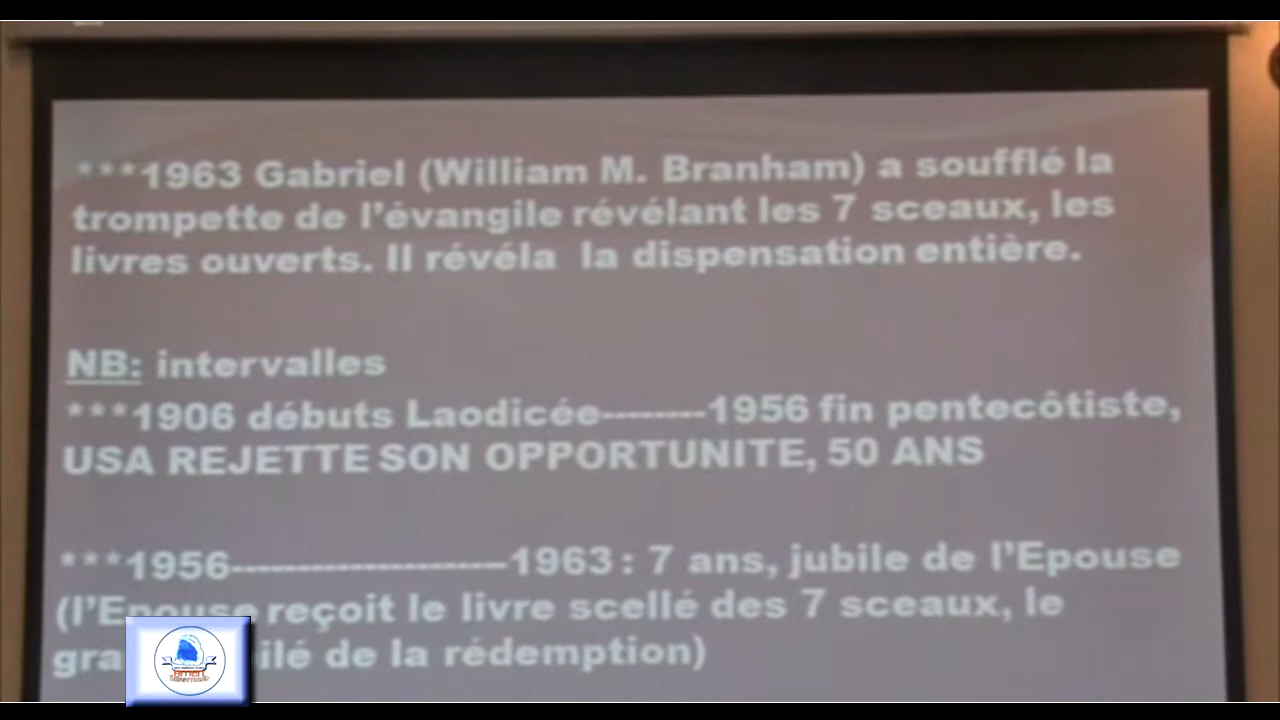 ***1963 Gabriel (William M. Branham) a soufflé la
trompette de l'évangile révélant les 7 sceaux, les
livres ouverts. Il révéla la dispensation entière.
NB: intervalles
***1906 débuts Laodicée--------1956 fin pentecôtiste,
USA REJETTE SON OPPORTUNITE, 50 ANS
***1956---------------------1963 : 7 ans, jubile de l'Epouse
(l'Epouse reçoit le livre scellé des 7 sceaux, le
de la rédemption)